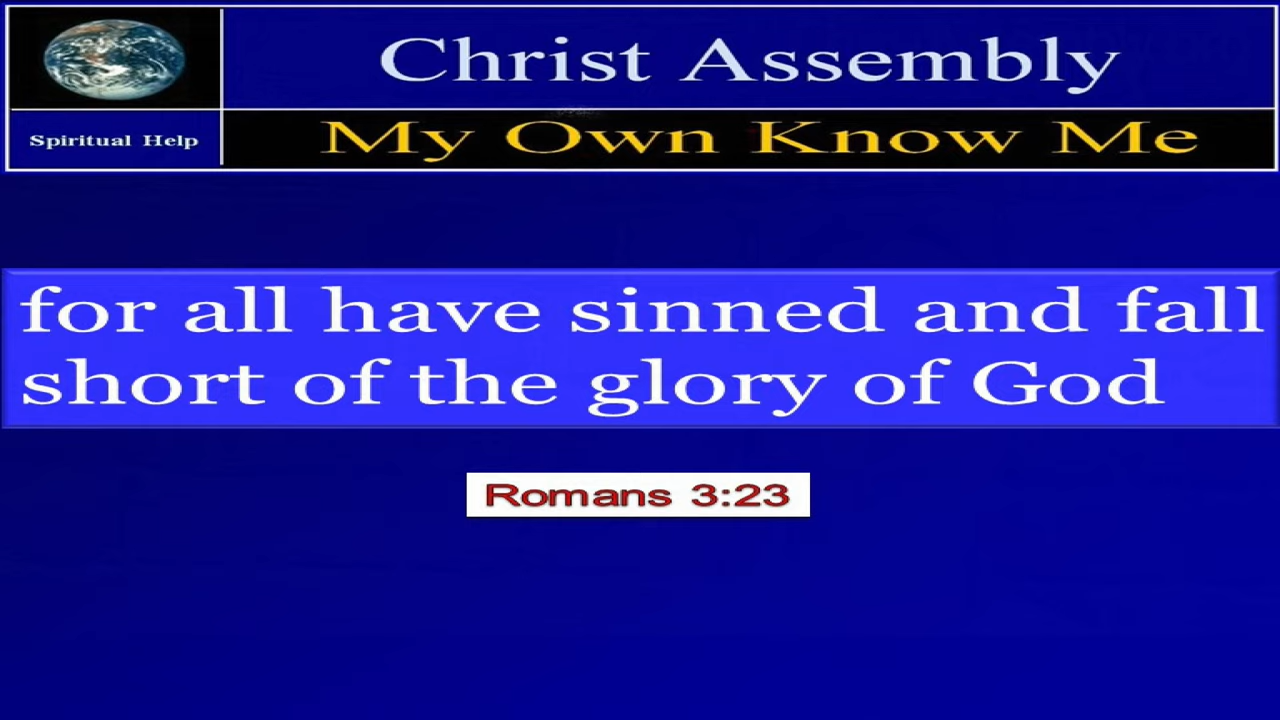 Christ Assembly
Spiritual Help
My Own Know Me
for all have sinned and fall
short of the glory of God
Romans 3:23